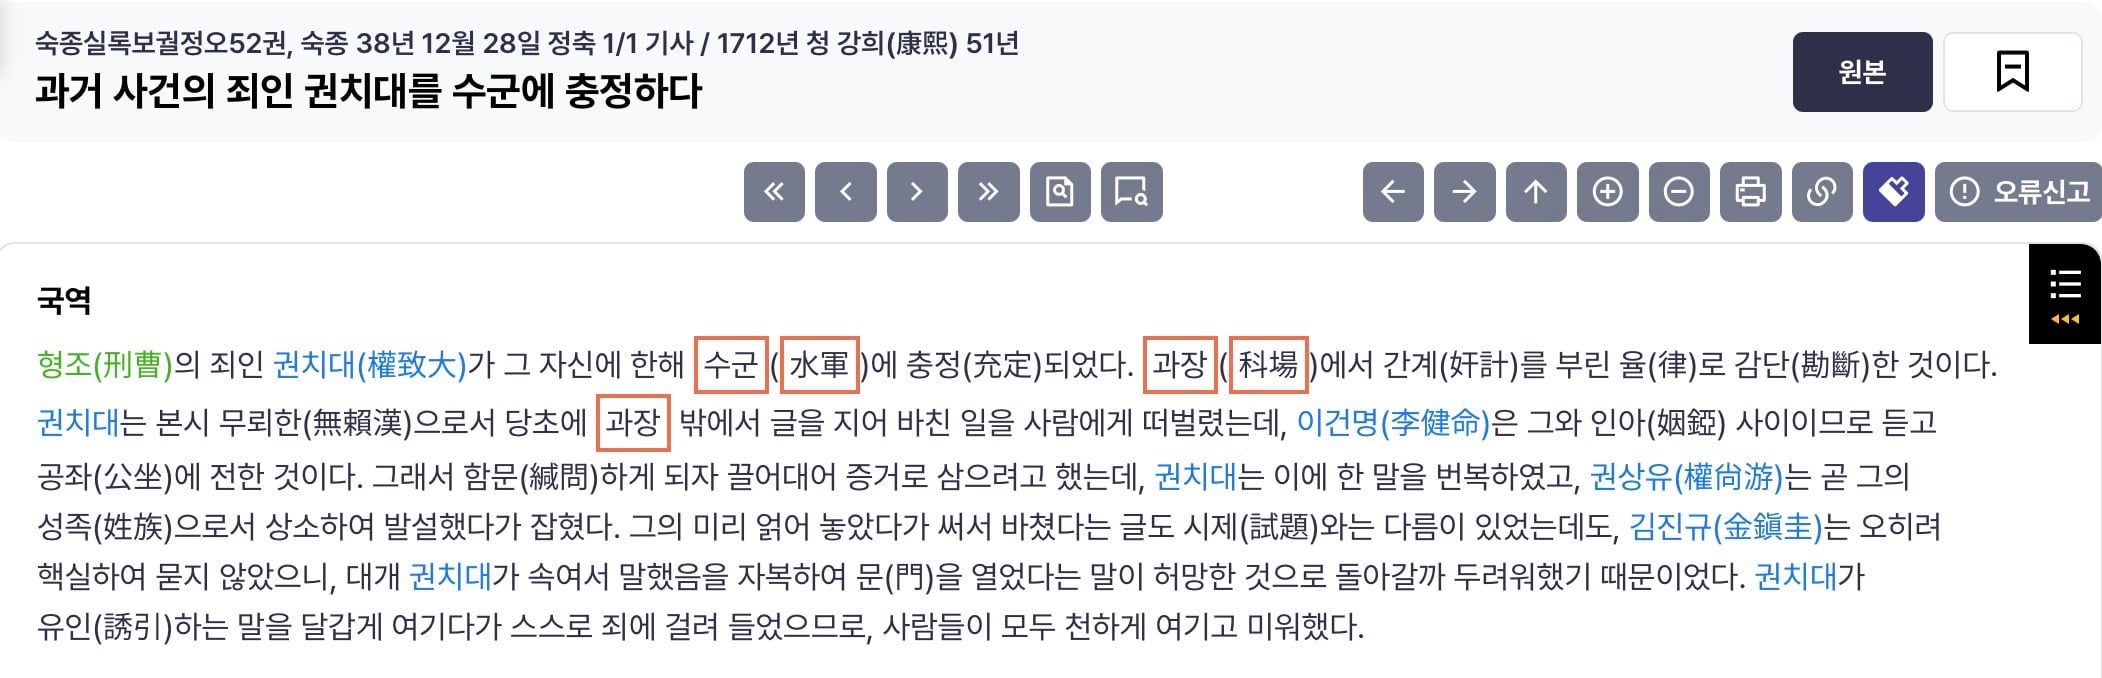 숙종실록보궐정오52권, 숙종 38년 12월 28일 정축 1/1 기사 / 1712년 청 강희(康熙) 51년
과거 사건의 죄인 권치대를 수군에 충정하다
원본
오류신고
국역
형조(刑曹)의 죄인 권치대(權致大)가 그 자신에 한해 수군(水軍)에 충정(充定)되었다. 과장(科場)에서 간계(奸計)를 부린 율(律)로 감단(勘斷)한 것이다.
권치대는 본시 무뢰한(無賴漢)으로서 당초에 과장 밖에서 글을 지어 바친 일을 사람에게 떠벌렸는데, 이건명(李健命)은 그와 인아(姻婭) 사이이므로 듣고
공좌(公坐)에 전한 것이다. 그래서 함문(緘問)하게 되자 끌어대어 증거로 삼으려고 했는데, 권치대는 이에 한 말을 번복하였고, 권상유(權尙游)는 곧 그의
성족(姓族)으로서 상소하여 발설했다가 잡혔다. 그의 미리 얽어 놓았다가 써서 바쳤다는 글도 시제(試題)와는 다름이 있었는데도, 김진규(金鎭圭)는 오히려
핵실하여 묻지 않았으니, 대개 권치대가 속여서 말했음을 자복하여 문(門)을 열었다는 말이 허망한 것으로 돌아갈까 두려워했기 때문이었다. 권치대가
유인(誘引)하는 말을 달갑게 여기다가 스스로 죄에 걸려 들었으므로, 사람들이 모두 천하게 여기고 미워했다.